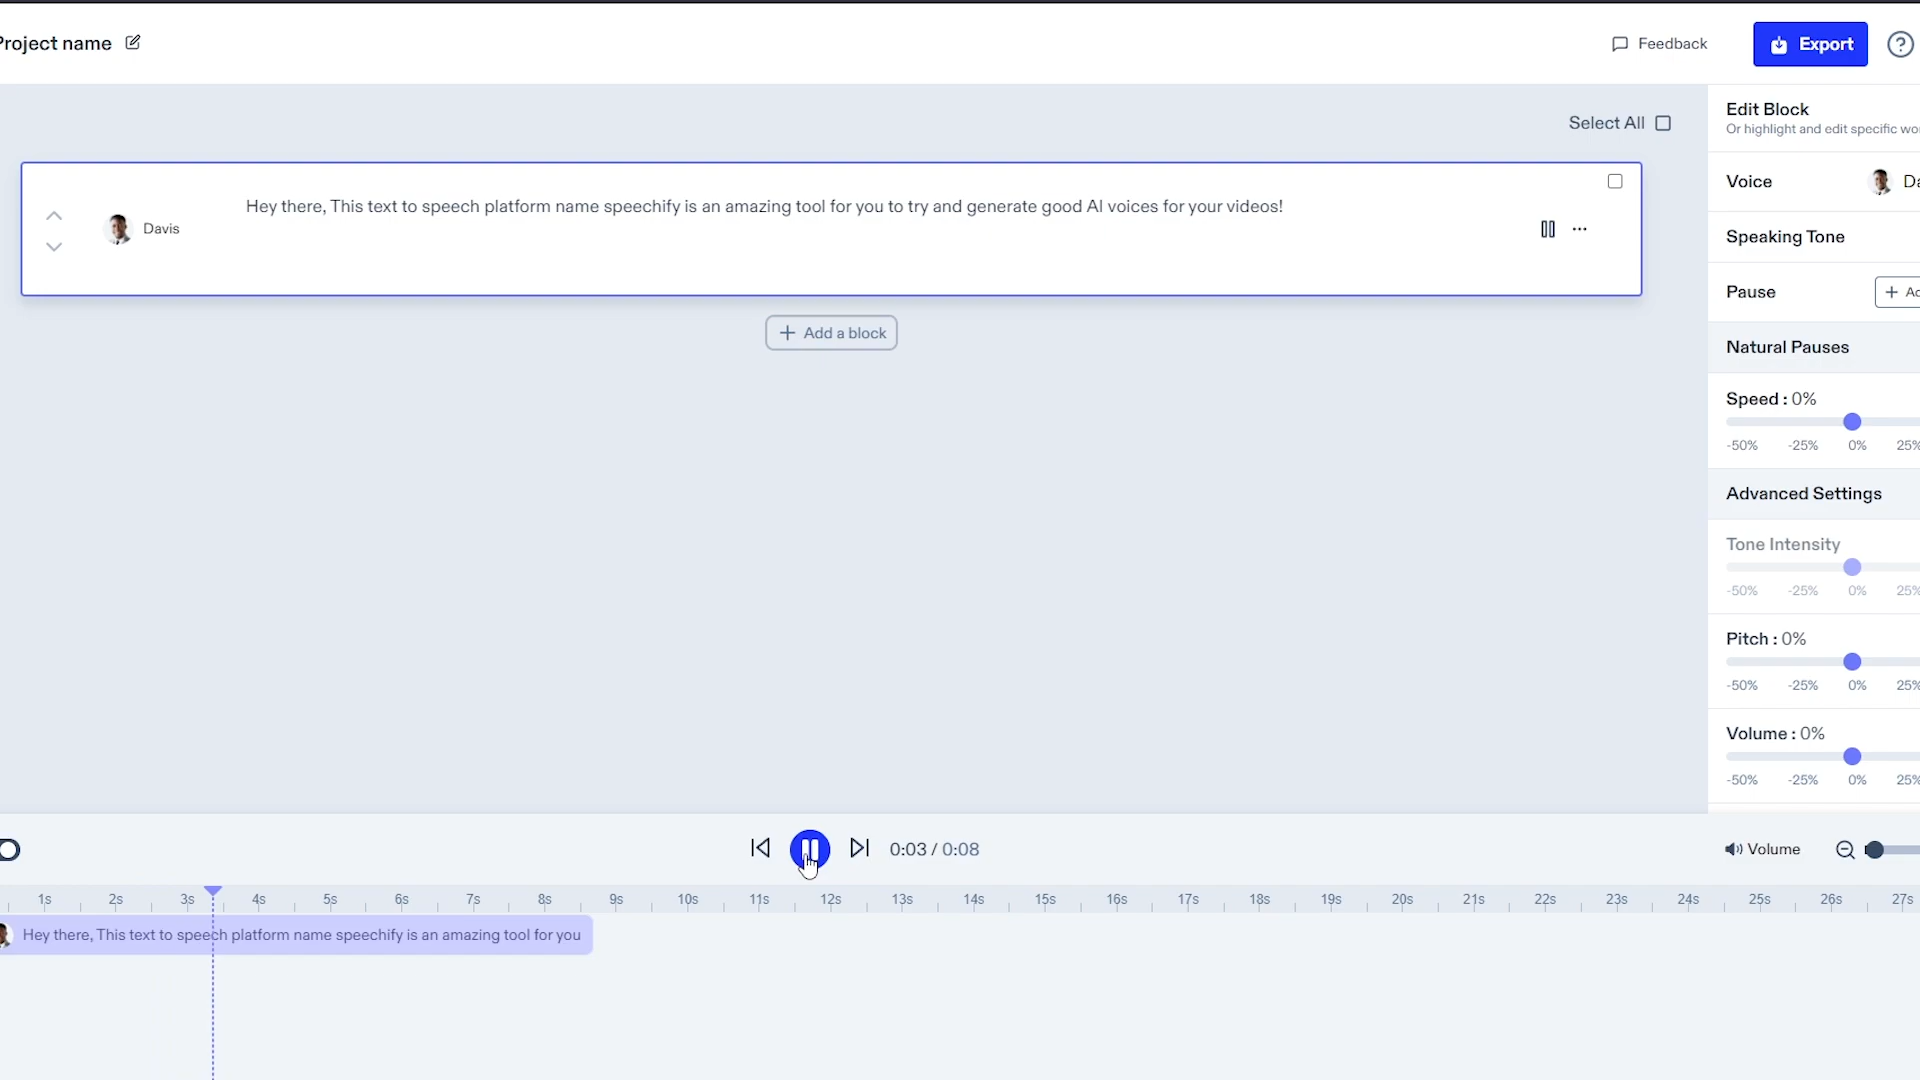 Project name
Feedback
Export
?
Select All
Hey there, This text to speech platform name speechify is an amazing tool for you to try and generate good AI voices for your videos!
Davis
Add a block
Edit Block
Or highlight and edit specific
Voice
Speaking Tone
Pause
Natural Pauses
Speed : 0%
-50% -25% 0% 25%
Advanced Settings
Tone Intensity
-50% -25% 0% 25%
Pitch : 0%
-50% -25% 0% 25%
Volume : 0%
-50% -25% 0% 25%
0:03 / 0:08
Volume
1s 2s 3s 4s 5s 6s 7s 8s 9s 10s 11s 12s 13s 14s 15s 16s 17s 18s 19s 20s 21s 22s 23s 24s 25s 26s 27s
Hey there, This text to speech platform name speechify is an amazing tool for you